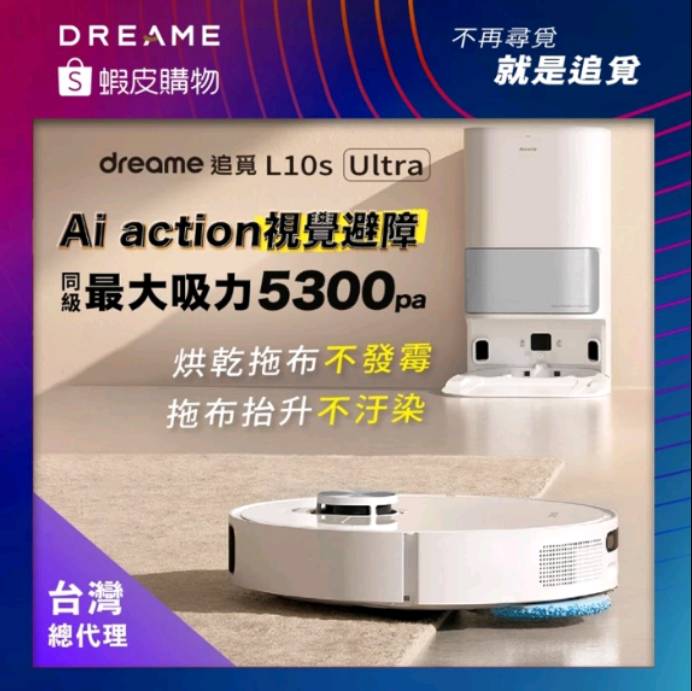 DREAME
蝦皮購物
不再尋覓
就是追覓
dreame 追覓 L10s Ultra
Ai action視覺避障
同級最大吸力5300pa
烘乾拖布不發霉
拖布抬升不汙染
台灣
總代理